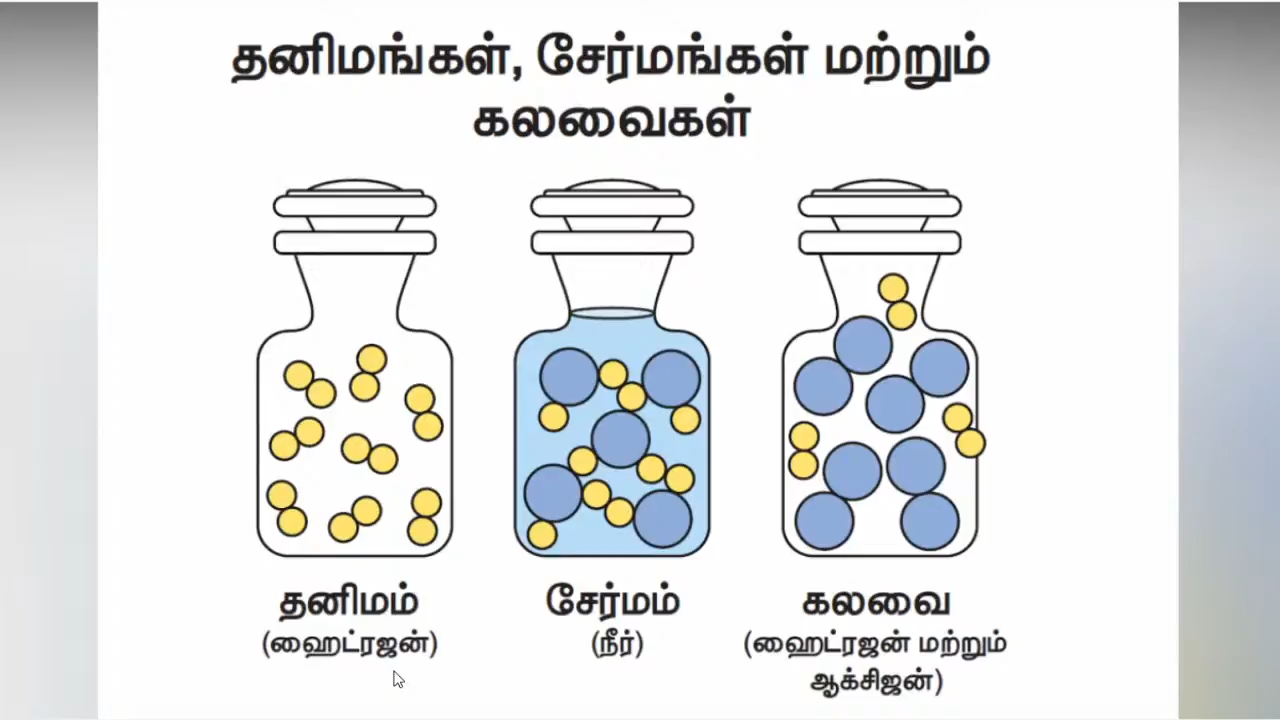 தனிமங்கள், சேர்மங்கள் மற்றும்
கலவைகள்
தனிமம்
(ஹைட்ரஜன்)
சேர்மம்
(நீர்)
கலவை
(ஹைட்ரஜன் மற்றும்
ஆக்சிஜன்)